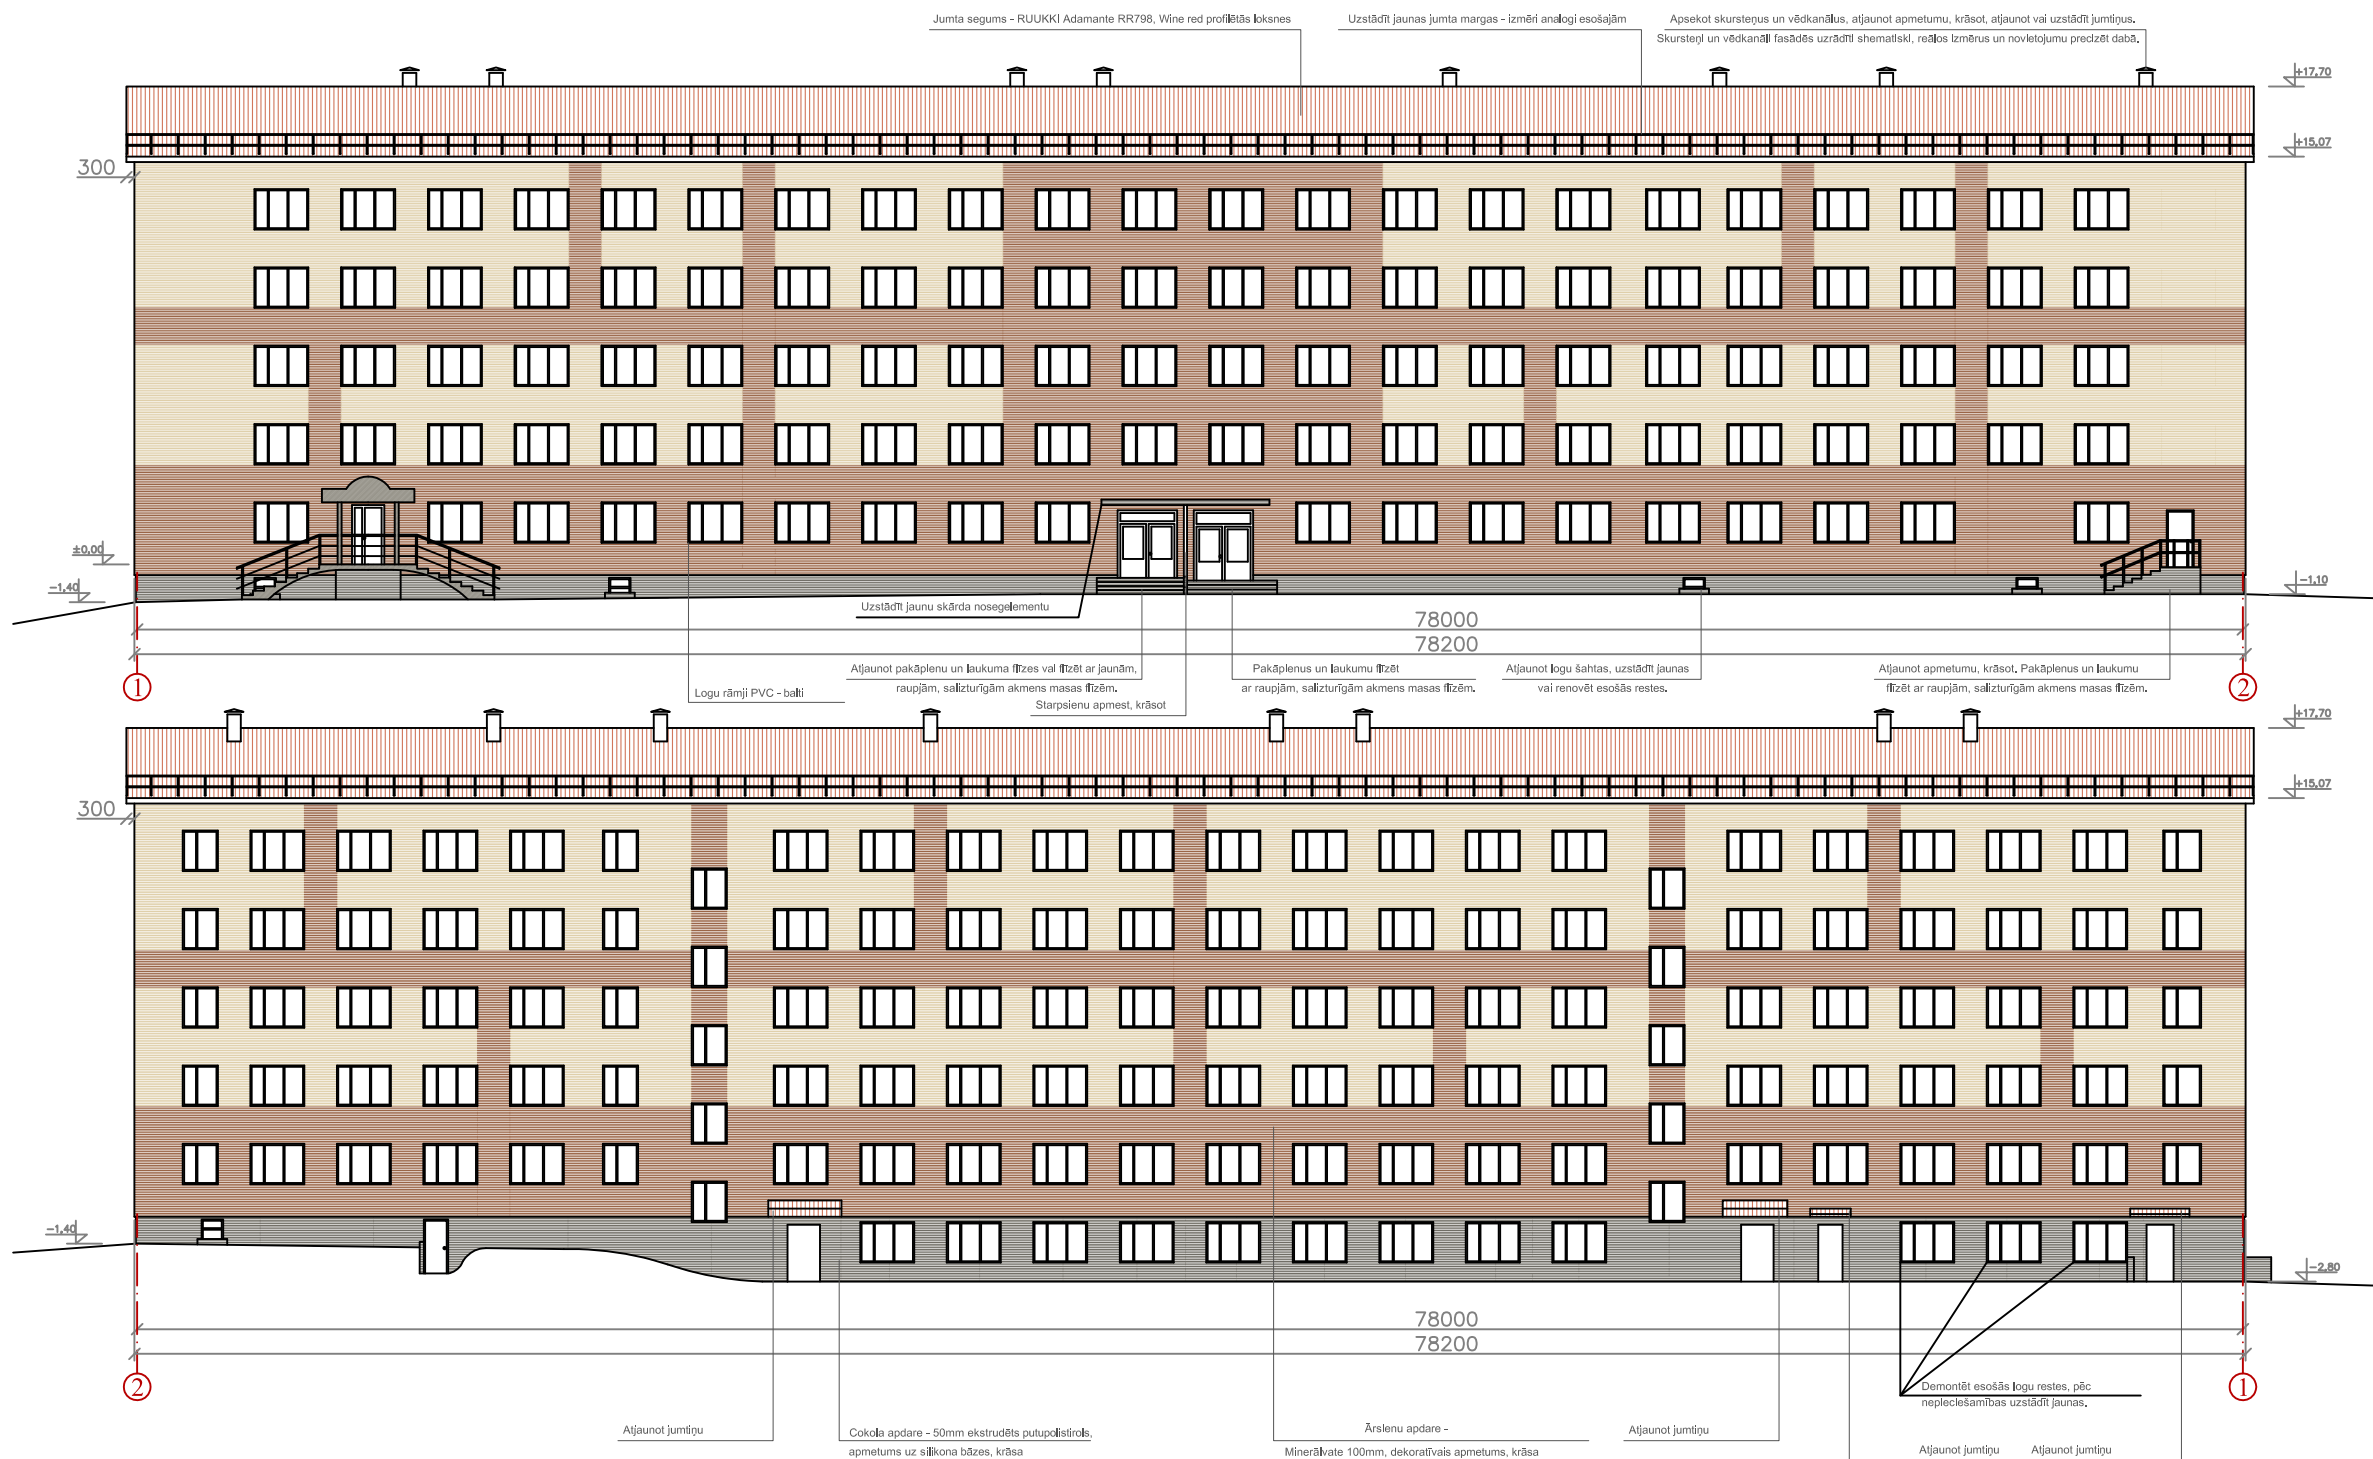 Jumta segums - RUUKKI Adamante RR798, Wine red profilētās loksnes
Uzstādīt jaunas jumta margas - izmēri analogi esošajām
Apsekot skursteņus un vēdkanālus, atjaunot apmetumu, krāsot, atjaunot vai uzstādīt jumtiņus.
Skursteņi un vēdkanāli fasādēs uzrādīti shematiski, reālos izmērus un novietojumu precizēt dabā.
+17,70
+15,07
300
±0,00
-1,40
-1,10
Uzstādīt jaunu skārda nosegelementu
78000
78200
Atjaunot pakāpienu un laukuma flīzes vai flīzēt ar jaunām,
raupjām, salizturīgām akmens masas flīzēm.
Pakāpienus un laukumu flīzēt
ar raupjām, salizturīgām akmens masas flīzēm.
Atjaunot logu šahtas, uzstādīt jaunas
vai renovēt esošās restes.
Atjaunot apmetumu, krāsot. Pakāpienus un laukumu
flīzēt ar raupjām, salizturīgām akmens masas flīzēm.
Logu rāmji PVC - balti
Starpsienu apmest, krāsot
1
2
+17,70
+15,07
300
-1,40
-2,80
78000
78200
2
1
Demontēt esošās logu restes, pēc
nepieciešamības uzstādīt jaunas.
Atjaunot jumtiņu
Cokola apdare - 50mm ekstrudēts putupolistirols,
apmetums uz silikona bāzes, krāsa
Ārsienu apdare -
Minerālvate 100mm, dekoratīvais apmetums, krāsa
Atjaunot jumtiņu
Atjaunot jumtiņu
Atjaunot jumtiņu